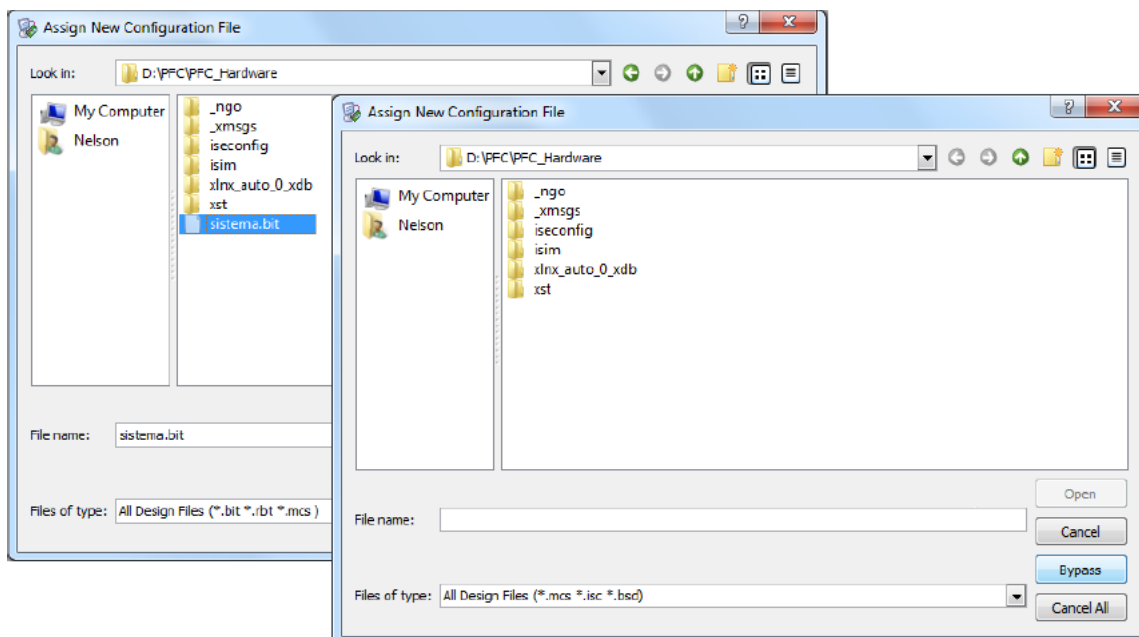 Assign New Configuration File
Look in:
D:\PFC\PFC_Hardware
My Computer
Nelson
_ngo
_xmsgs
iseconfig
isim
xlnx_auto_0_xdb
xst
sistema.bit
File name:
sistema.bit
Files of type:
All Design Files (*.bit *.rbt *.mcs )
Assign New Configuration File
Look in:
D:\PFC\PFC_Hardware
My Computer
Nelson
_ngo
_xmsgs
iseconfig
isim
xlnx_auto_0_xdb
xst
Open
File name:
Cancel
Bypass
Files of type:
All Design Files (*.mcs *.isc *.bsd)
Cancel All